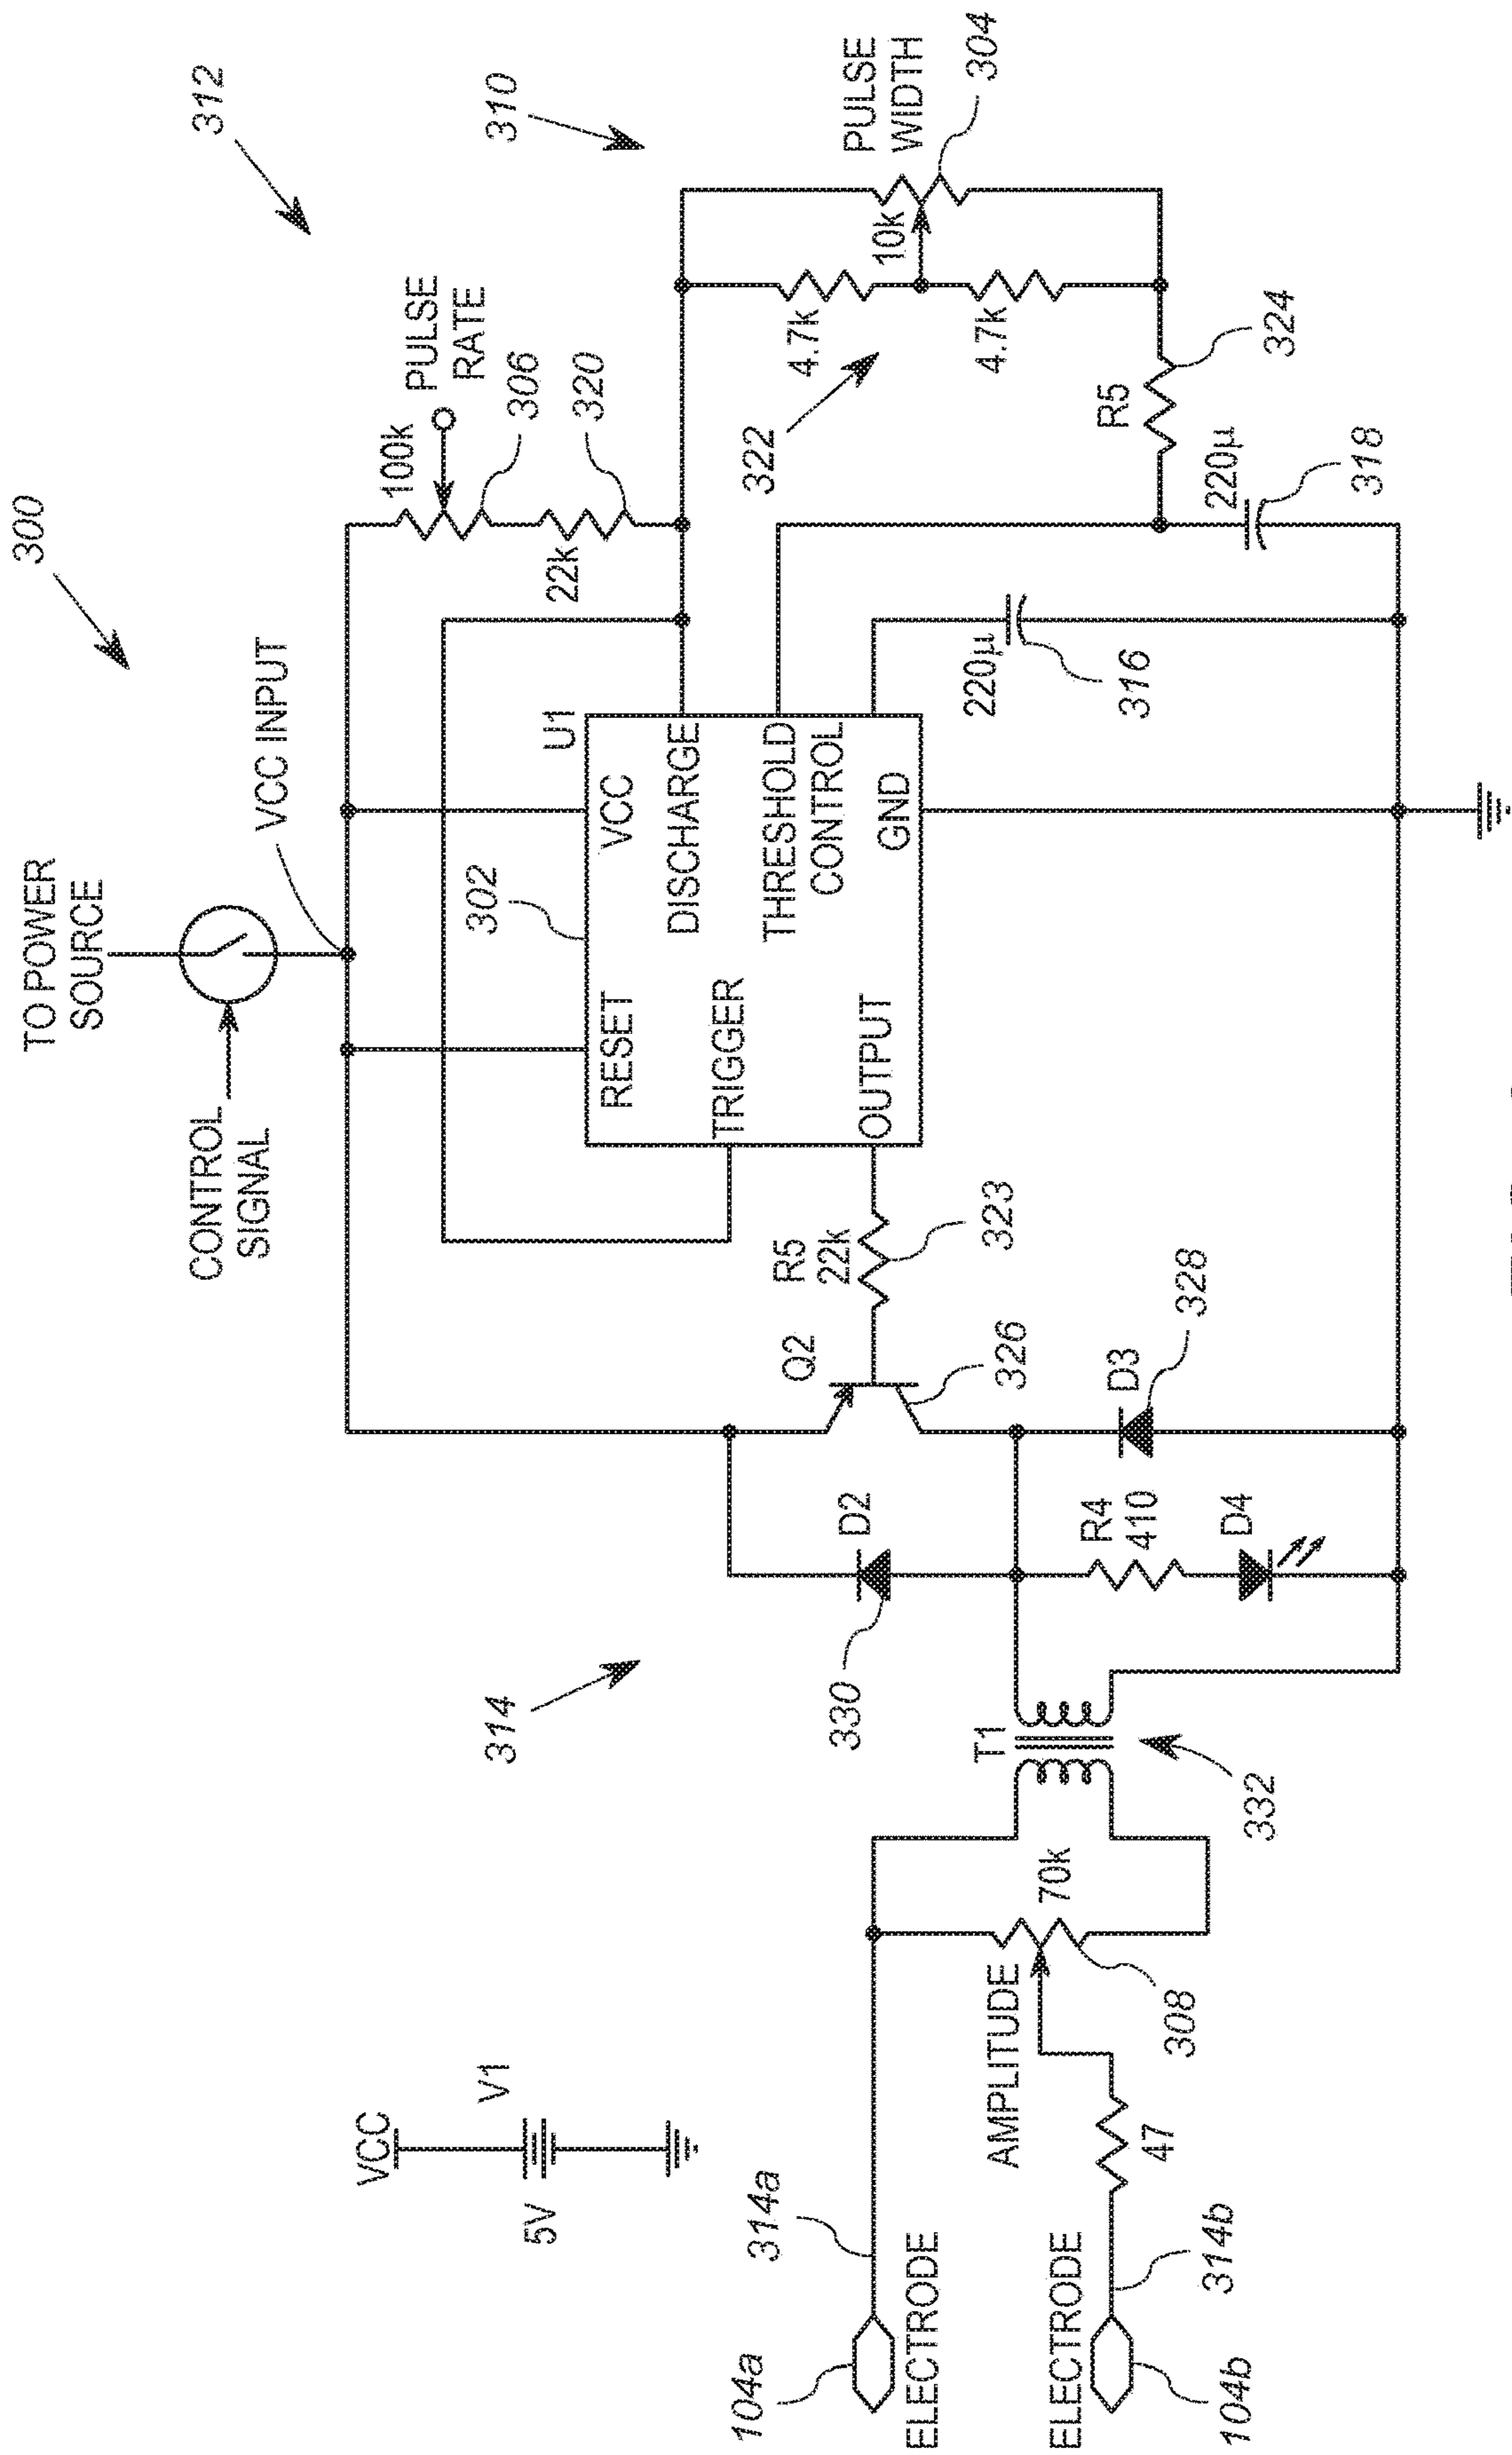 300
312
TO POWER
SOURCE
VCC INPUT
CONTROL
SIGNAL
100k
PULSE
RATE
306
22k
320
310
PULSE
WIDTH
304
10k
4.7k
4.7k
322
R5
324
220µ
318
220µ
316
U1
302
RESET
VCC
TRIGGER
DISCHARGE
THRESHOLD
CONTROL
OUTPUT
GND
R5
22k
323
Q2
326
D3
328
D2
330
R4
410
D4
314
T1
332
70k
AMPLITUDE
308
47
VCC
V1
5V
314a
104a
ELECTRODE
ELECTRODE
314b
104b